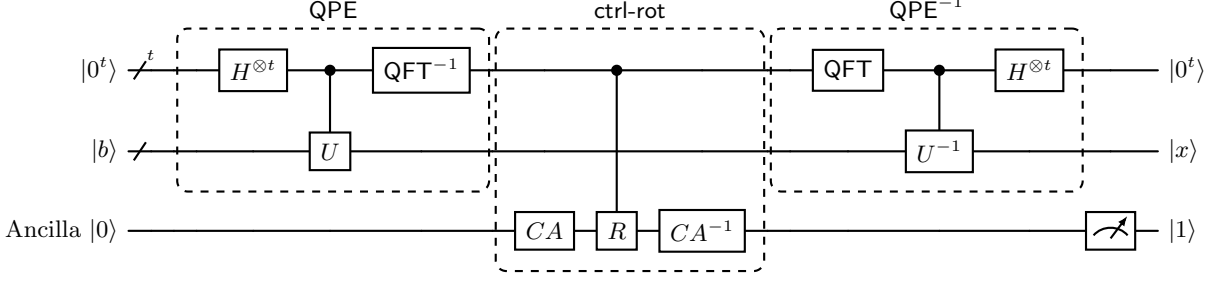 QPE ctrl-rot QPE⁻¹
|0ᵗ⟩ t H^{⊗t} QFT⁻¹ QFT H^{⊗t} |0ᵗ⟩
|b⟩ U U⁻¹ |x⟩
Ancilla |0⟩ CA R CA⁻¹ |1⟩